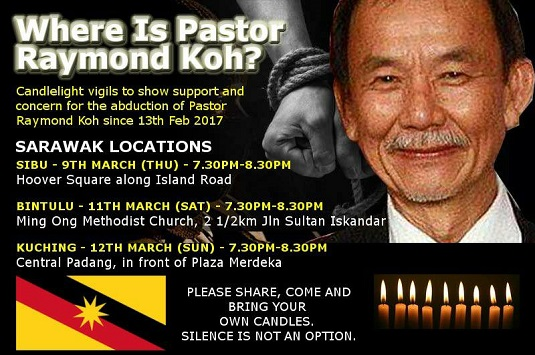 Where Is Pastor
Raymond Koh?
Candlelight vigils to show support and
concern for the abduction of Pastor
Raymond Koh since 13th Feb 2017
SARAWAK LOCATIONS
SIBU - 9TH MARCH (THU) - 7.30PM-8.30PM
Hoover Square along Island Road
BINTULU - 11TH MARCH (SAT) - 7.30PM-8.30PM
Ming Ong Methodist Church, 2 1/2km Jln Sultan Iskandar
KUCHING - 12TH MARCH (SUN) - 7.30PM-8.30PM
Central Padang, in front of Plaza Merdeka
PLEASE SHARE, COME AND
BRING YOUR
OWN CANDLES.
SILENCE IS NOT AN OPTION.